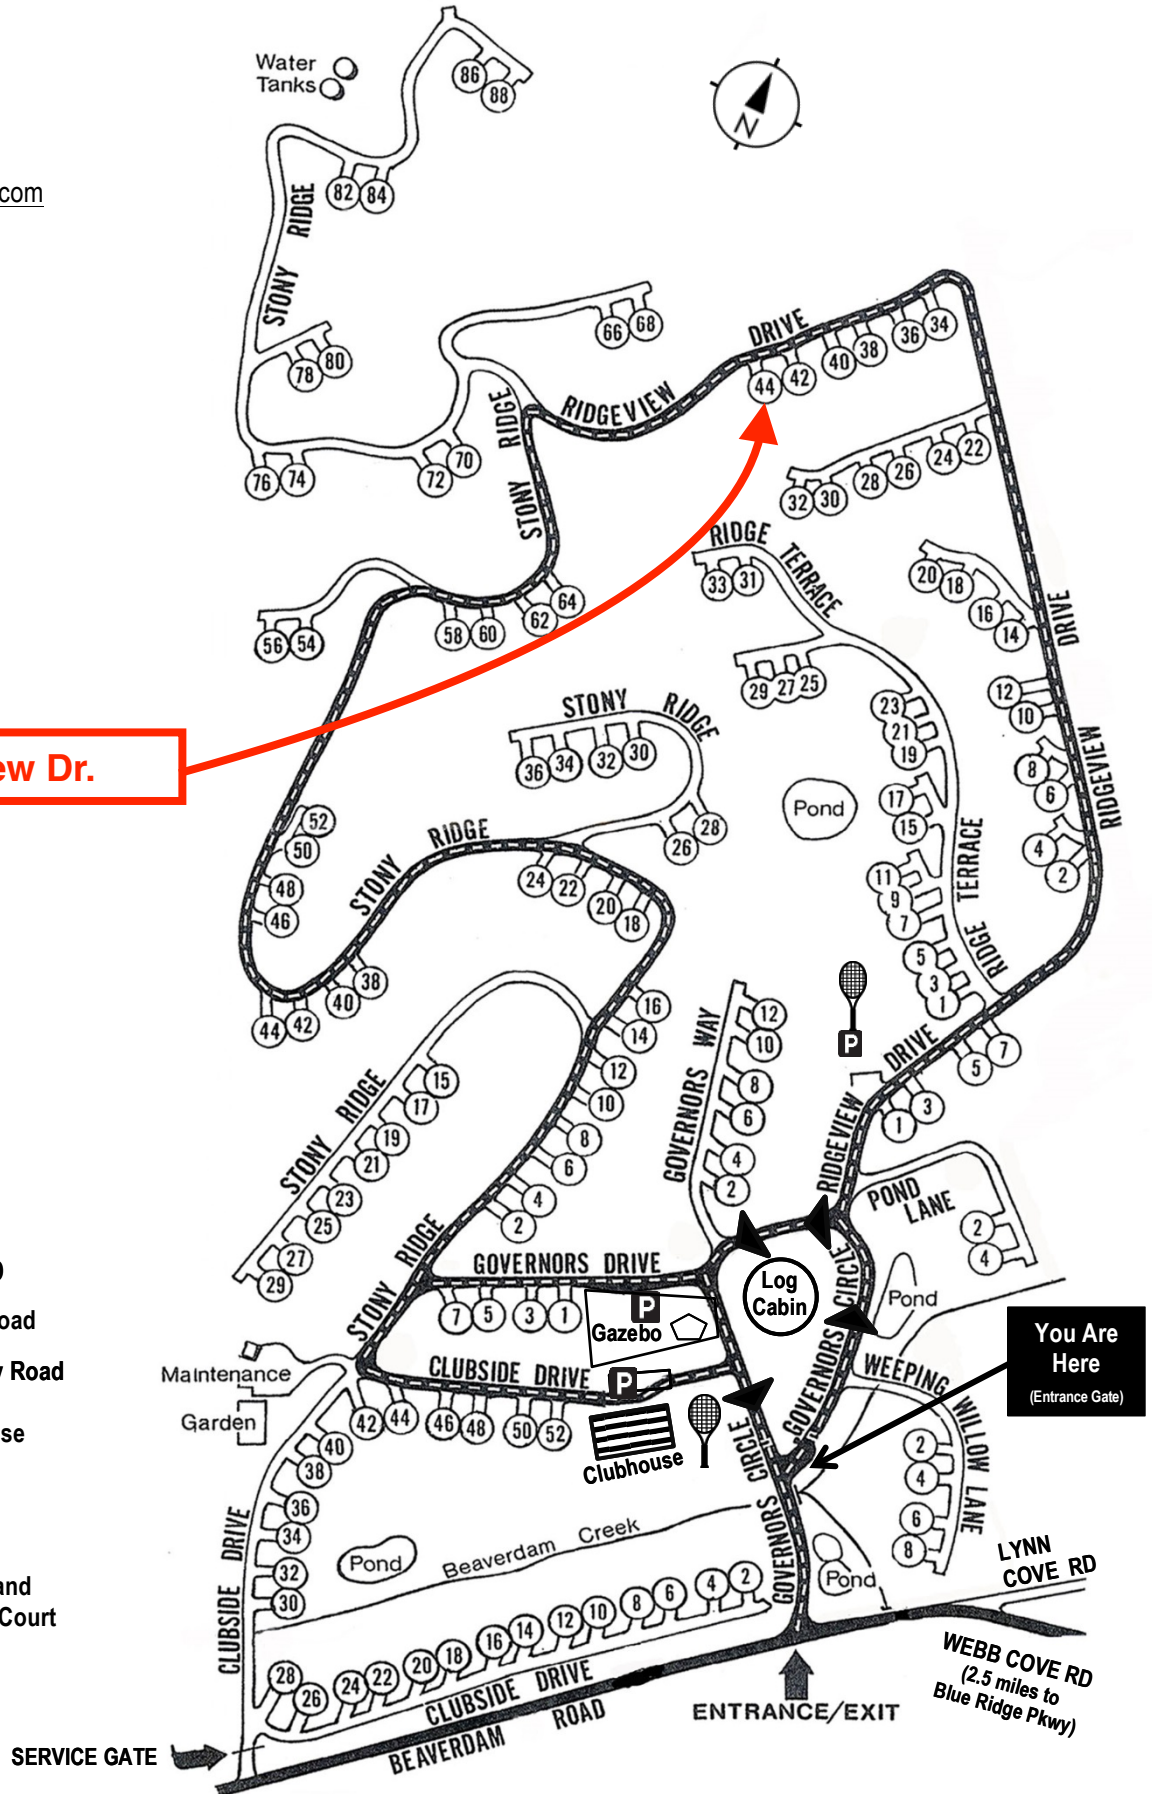 Water
Tanks
86
88
N
com
82
84
STONY RIDGE
66
68
DRIVE
34
36
38
40
42
44
78
80
RIDGEVIEW
STONY RIDGE
70
72
74
76
22
24
26
28
30
32
RIDGE TERRACE
33
31
20
18
16
14
DRIVE
64
62
60
58
56
54
29
27
25
12
10
23
21
19
STONY RIDGE
36
34
32
30
ew Dr.
RIDGEVIEW
8
6
Pond
17
15
52
50
STONY RIDGE
28
26
4
2
48
46
24
22
20
18
11
9
7
RIDGE TERRACE
5
3
1
44
42
40
38
16
14
GOVERNORS WAY
12
10
P
DRIVE
7
5
STONY RIDGE
15
17
19
21
23
25
27
29
12
10
8
6
4
2
8
6
4
2
RIDGEVIEW
3
1
POND
LANE
2
4
STONY RIDGE
GOVERNORS DRIVE
7
5
3
1
P
Gazebo
Log
Cabin
GOVERNORS CIRCLE
Pond
oad
y Road
se
You Are
Here
(Entrance Gate)
Maintenance
Garden
CLUBSIDE DRIVE
P
42
44
46
48
50
52
Clubhouse
GOVERNORS CIRCLE
WEEPING WILLOW LANE
2
4
6
8
40
38
36
34
32
30
CLUBSIDE DRIVE
Pond
Beaverdam Creek
Pond
LYNN
COVE RD
and
Court
28
26
24
22
20
18
16
14
12
10
8
6
4
2
CLUBSIDE DRIVE
BEAVERDAM ROAD
ENTRANCE/EXIT
WEBB COVE RD
(2.5 miles to
Blue Ridge Pkwy)
SERVICE GATE